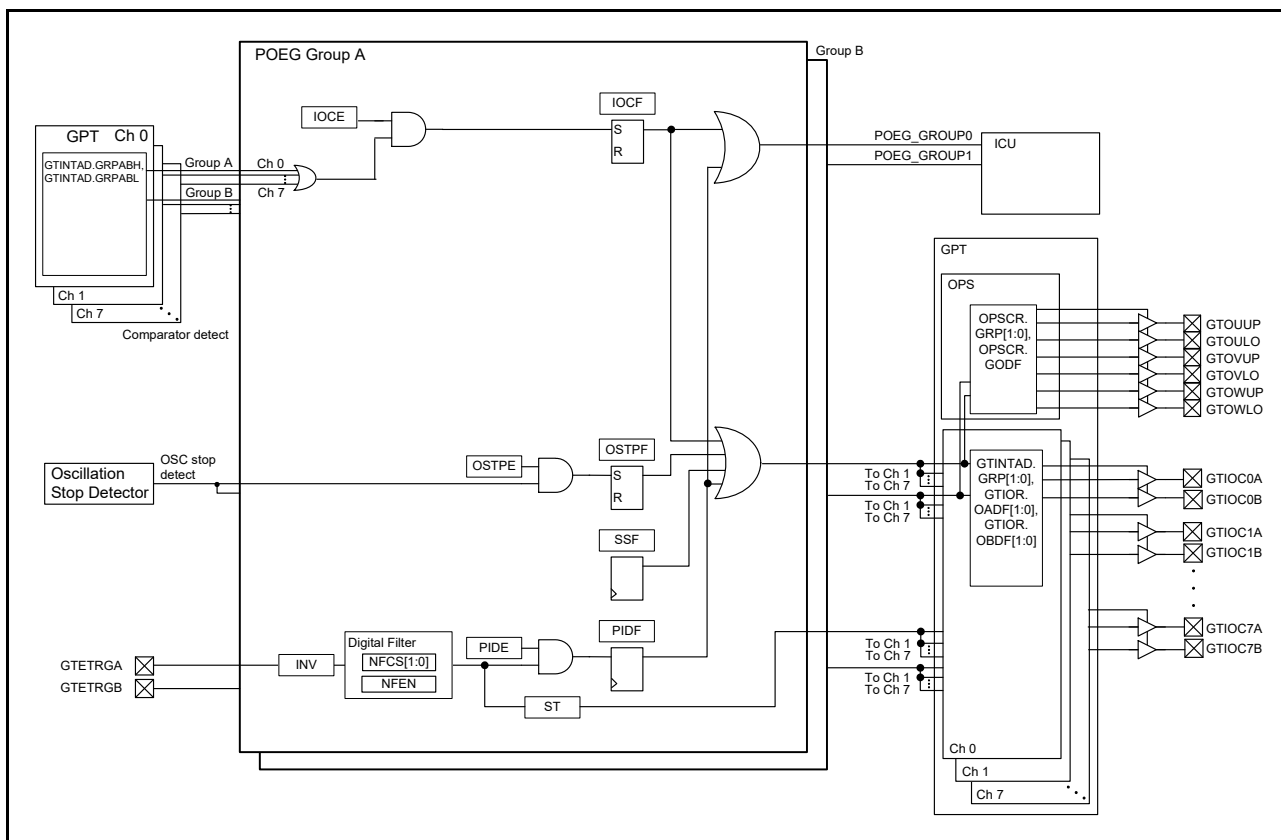 POEG Group A
Group B
GPT Ch 0
GTINTAD.GRPABH,
GTINTAD.GRPABL
Group A
Group B
Ch 0
Ch 7
Ch 1
Ch 7
Comparator detect
IOCE
IOCF
S
R
POEG_GROUP0
POEG_GROUP1
ICU
GPT
OPS
OPSCR.
GRP[1:0],
OPSCR.
GODF
GTOUUP
GTOULO
GTOVUP
GTOVLO
GTOWUP
GTOWLO
Oscillation
Stop Detector
OSC stop
detect
OSTPE
OSTPF
S
R
SSF
To Ch 1
To Ch 7
To Ch 1
To Ch 7
GTINTAD.
GRP[1:0],
GTIOR.
OADF[1:0],
GTIOR.
OBDF[1:0]
GTIOC0A
GTIOC0B
GTIOC1A
GTIOC1B
GTIOC7A
GTIOC7B
GTETRGA
GTETRGB
INV
Digital Filter
NFCS[1:0]
NFEN
PIDE
PIDF
ST
To Ch 1
To Ch 7
To Ch 1
To Ch 7
Ch 0
Ch 1
Ch 7